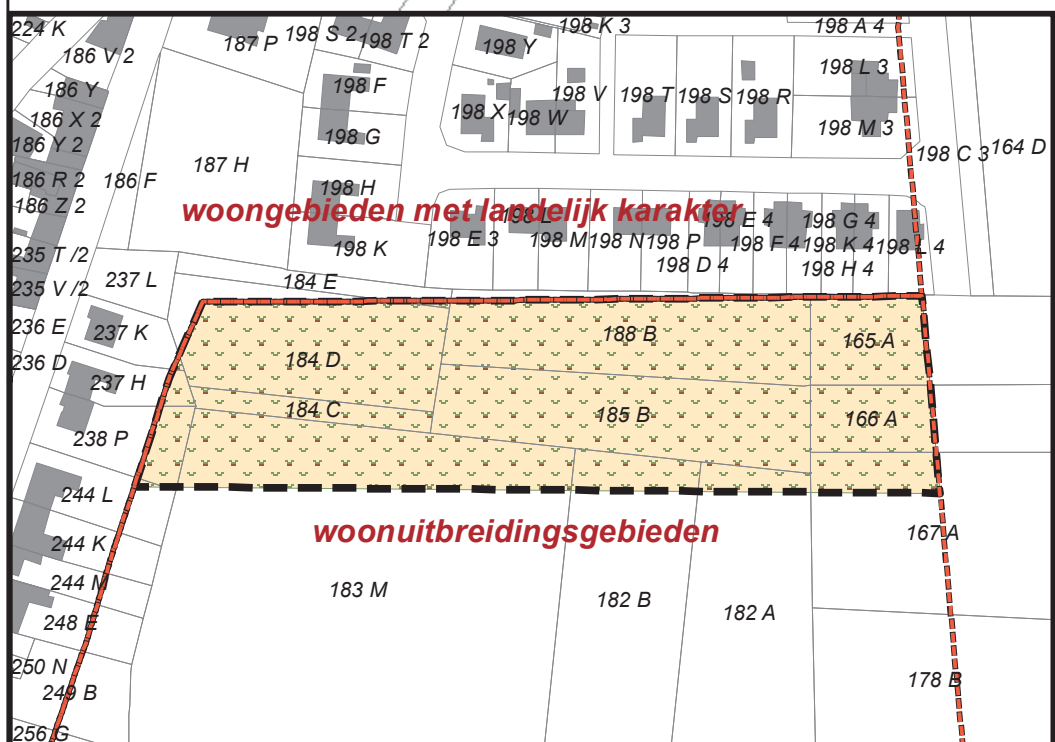 224 K
187 P
198 S 2
198 T 2
198 K 3
198 A 4
186 V 2
198 Y
186 Y
198 F
198 V
198 T
198 S
198 R
198 L 3
186 X 2
198 X
198 W
198 M 3
186 Y 2
198 G
198 C 3
164 D
187 H
186 R 2
186 F
198 H
186 Z 2
woongebieden met landelijk karakter
198 L
198 E 4
198 G 4
198 E 3
198 M
198 N
198 P
198 F 4
198 K 4
198 L 4
198 K
235 T /2
198 D 4
198 H 4
237 L
184 E
235 V /2
236 E
237 K
188 B
165 A
184 D
236 D
237 H
184 C
185 B
166 A
238 P
244 L
woonuitbreidingsgebieden
167 A
244 K
244 M
183 M
182 B
182 A
248 E
250 N
249 B
178 B
256 G